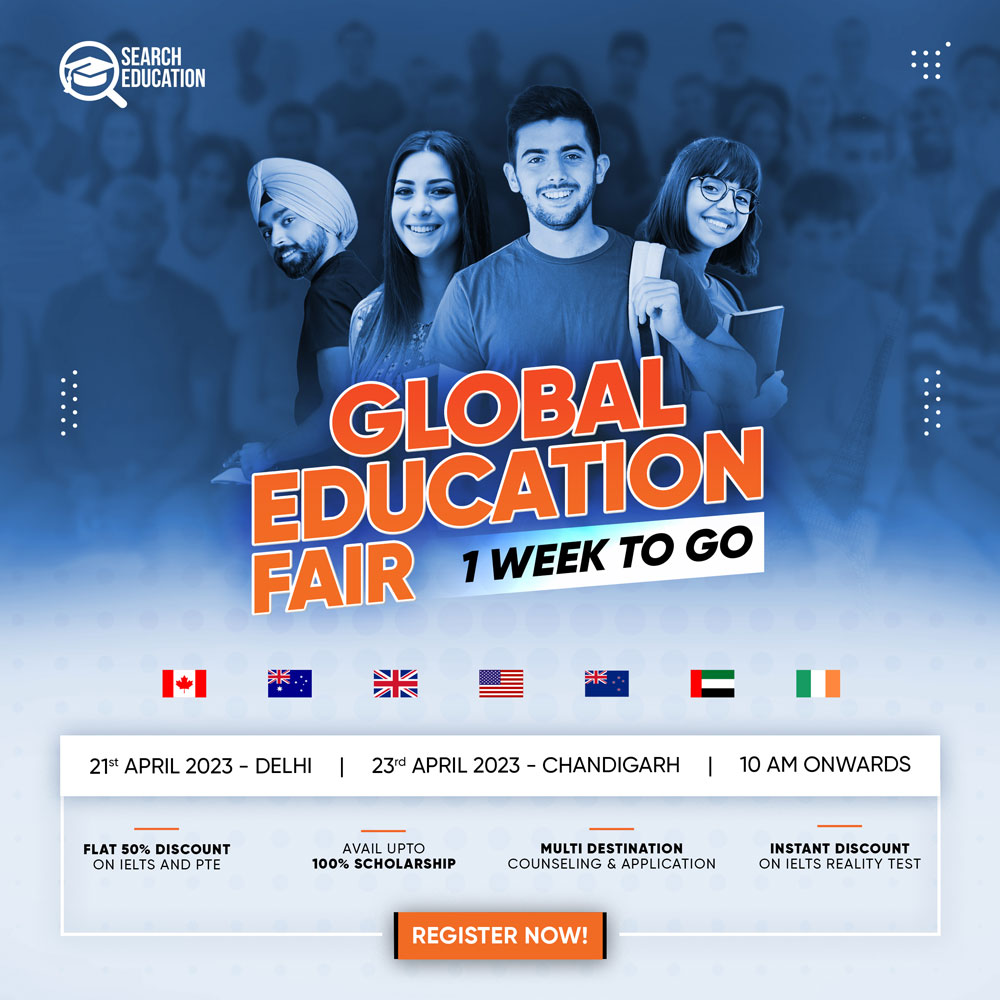 SEARCH
EDUCATION
GLOBAL
EDUCATION
FAIR
1 WEEK TO GO
21st APRIL 2023 - DELHI | 23rd APRIL 2023 - CHANDIGARH | 10 AM ONWARDS
FLAT 50% DISCOUNT
ON IELTS AND PTE
AVAIL UPTO
100% SCHOLARSHIP
MULTI DESTINATION
COUNSELING & APPLICATION
INSTANT DISCOUNT
ON IELTS REALITY TEST
REGISTER NOW!